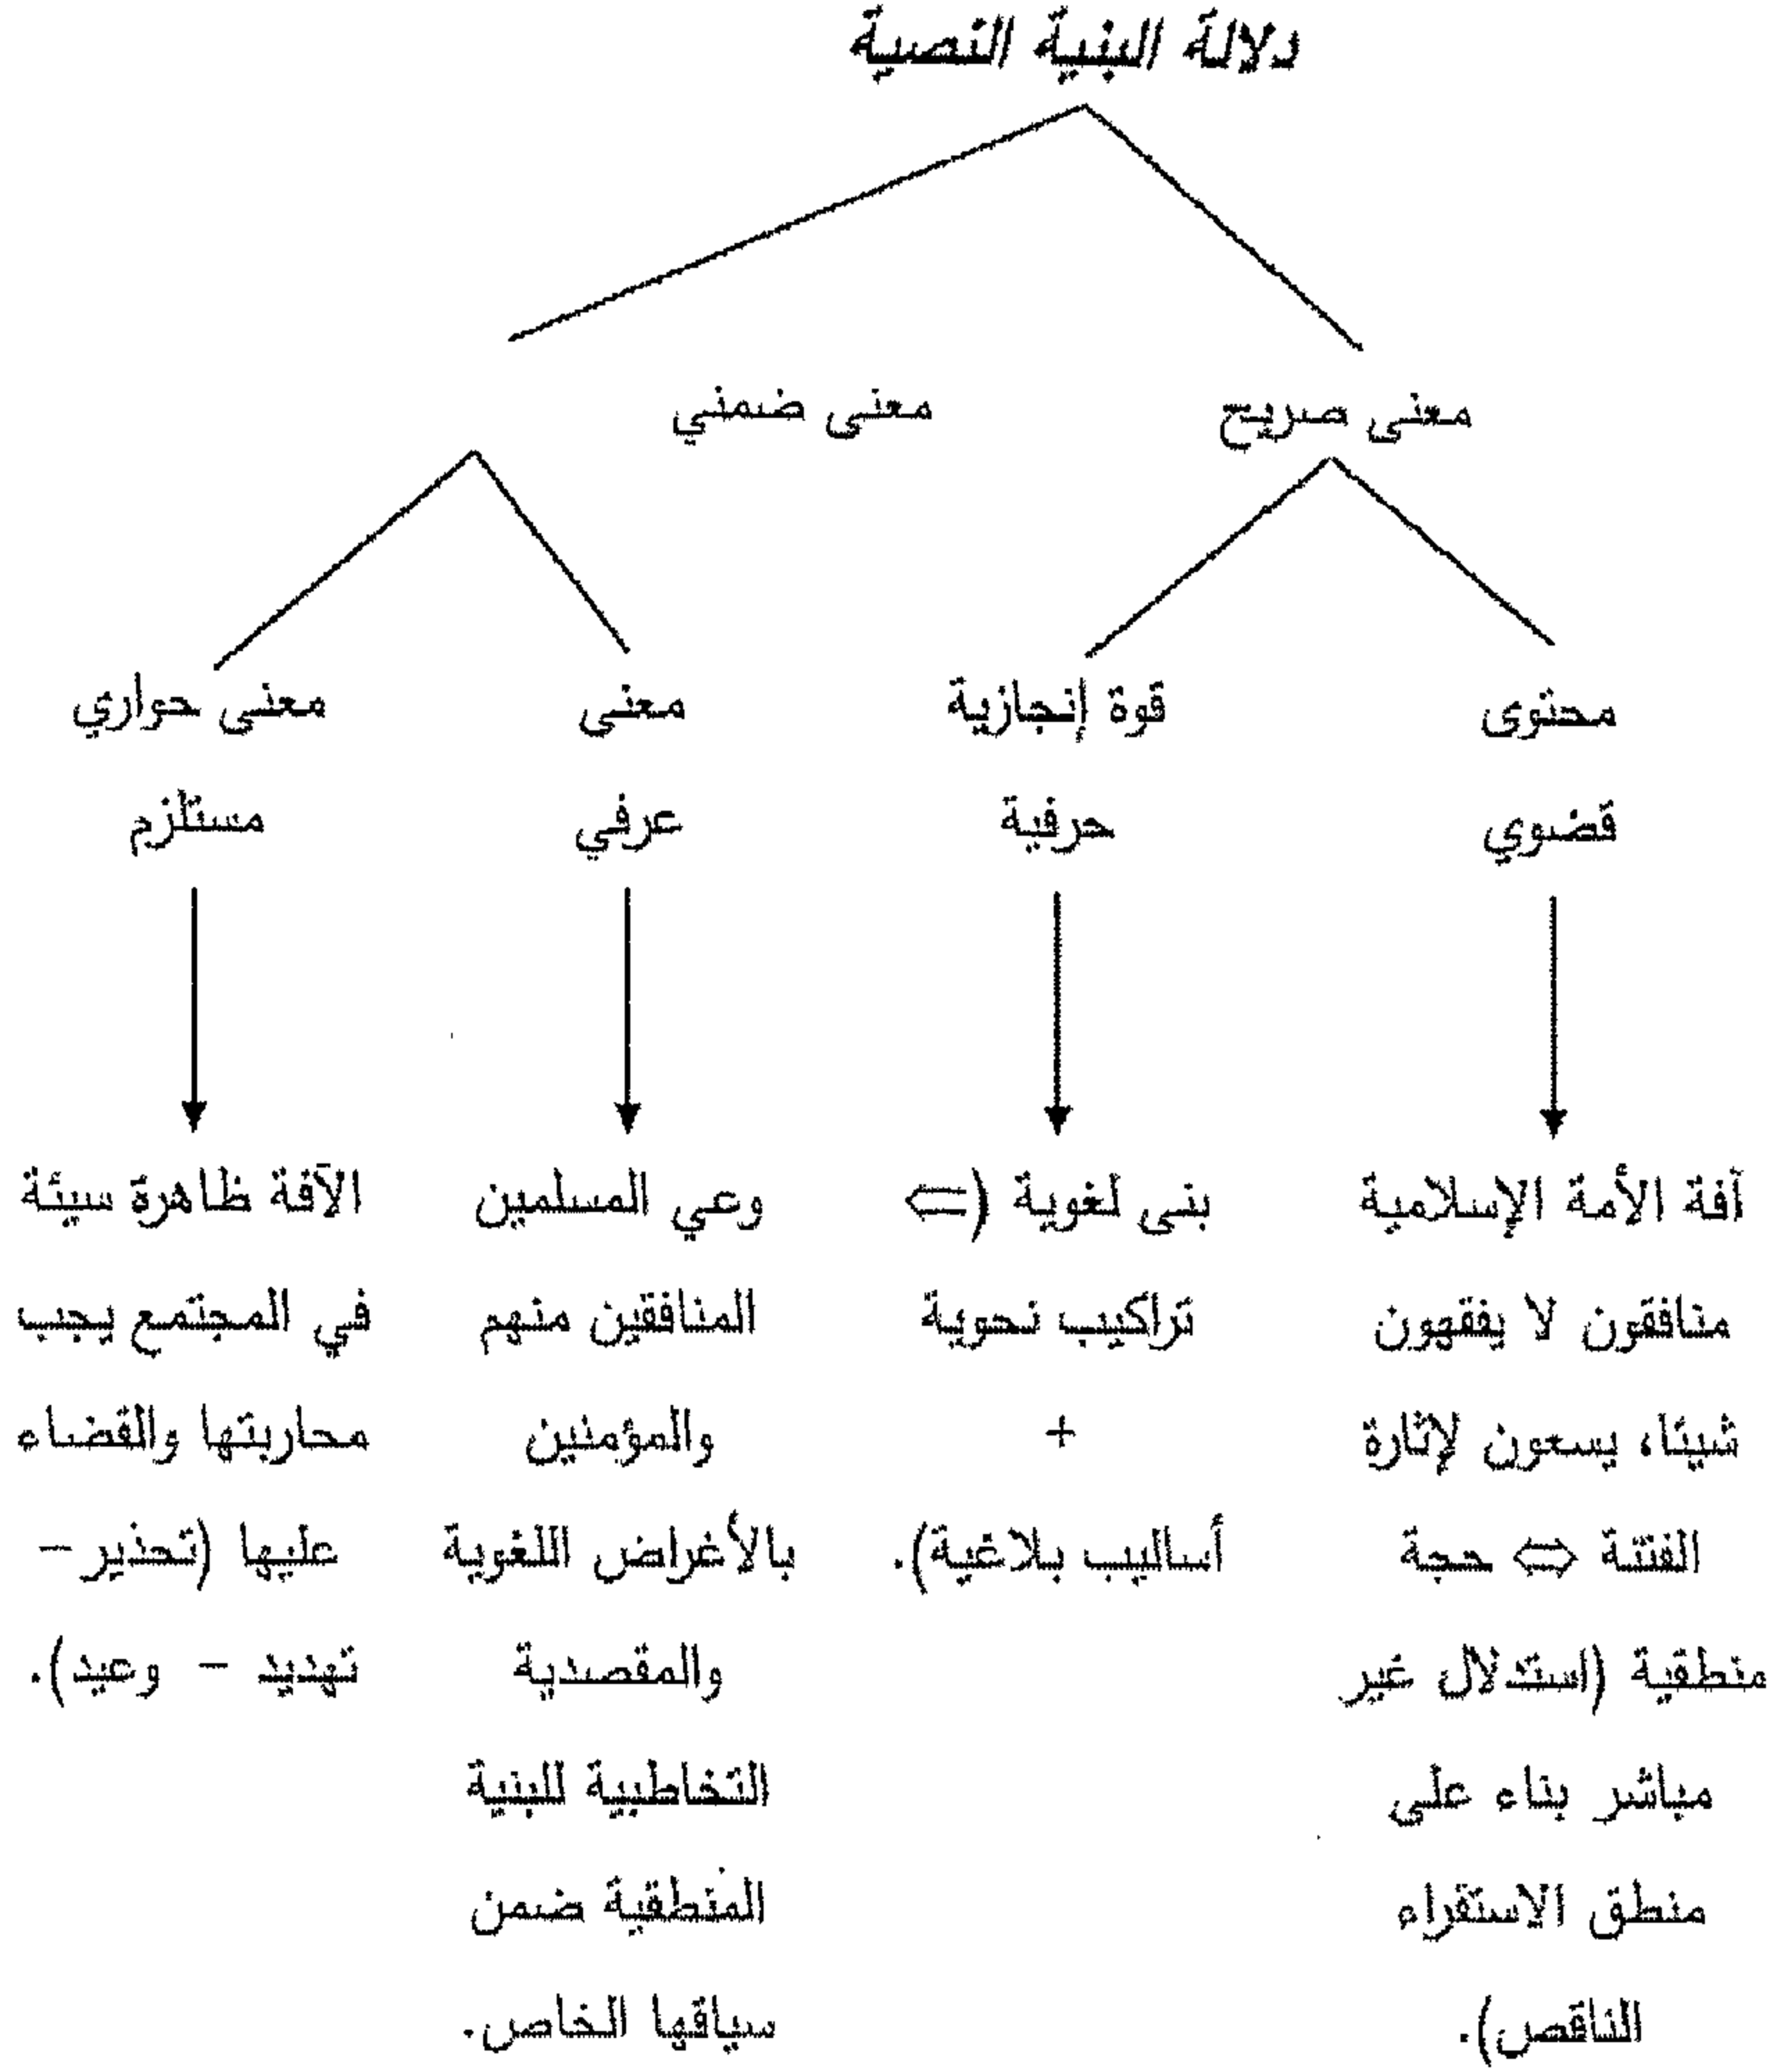 دلالة البنية النصية
معنى صريح
معنى ضمني
محتوى
قضوي
قوة إنجازية
حرفية
معنى
عرفي
معنى حواري
مستلزم
آفة الأمة الإسلامية
منافقون لا يفقهون
شيئا، يسعون لإثارة
الفتنة ⇔ حجة
منطقية (استدلال غير
مباشر بناء على
منطق الاستقراء
الناقص).
بنى لغوية (⇐
تراكيب نحوية
+
أساليب بلاغية).
وعي المسلمين
المنافقين منهم
والمؤمنين
بالأغراض اللغوية
والمقصدية
التخاطبية للبنية
المنطقية ضمن
سياقها الخاص.
الآفة ظاهرة سيئة
في المجتمع يجب
محاربتها والقضاء
عليها (تحذير –
تهديد – وعيد).